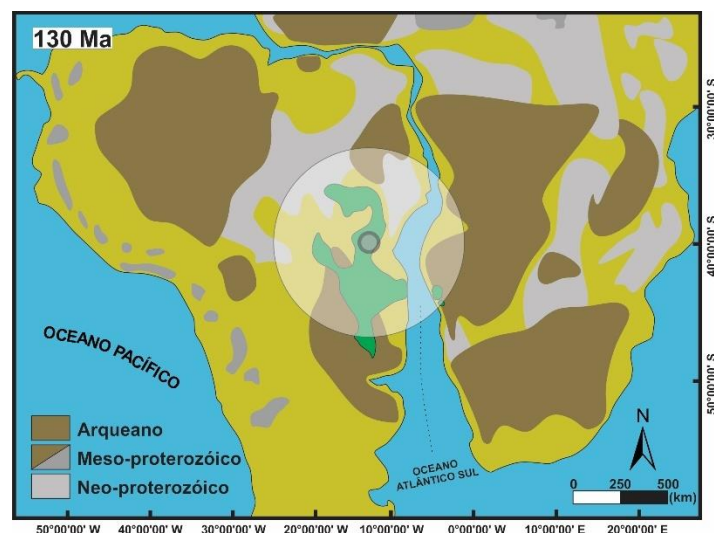 130 Ma
30°00'00' S
40°00'00' S
50°00'00' S
OCEANO PACÍFICO
Arqueano
Meso-proterozóico
Neo-proterozóico
OCEANO
ATLÂNTICO SUL
N
0 250 500
(km)
50°00'00' W 40°00'00' W 30°00'00' W 20°00'00' W 10°00'00' W 0°00'00' W 10°00'00' E 20°00'00' E